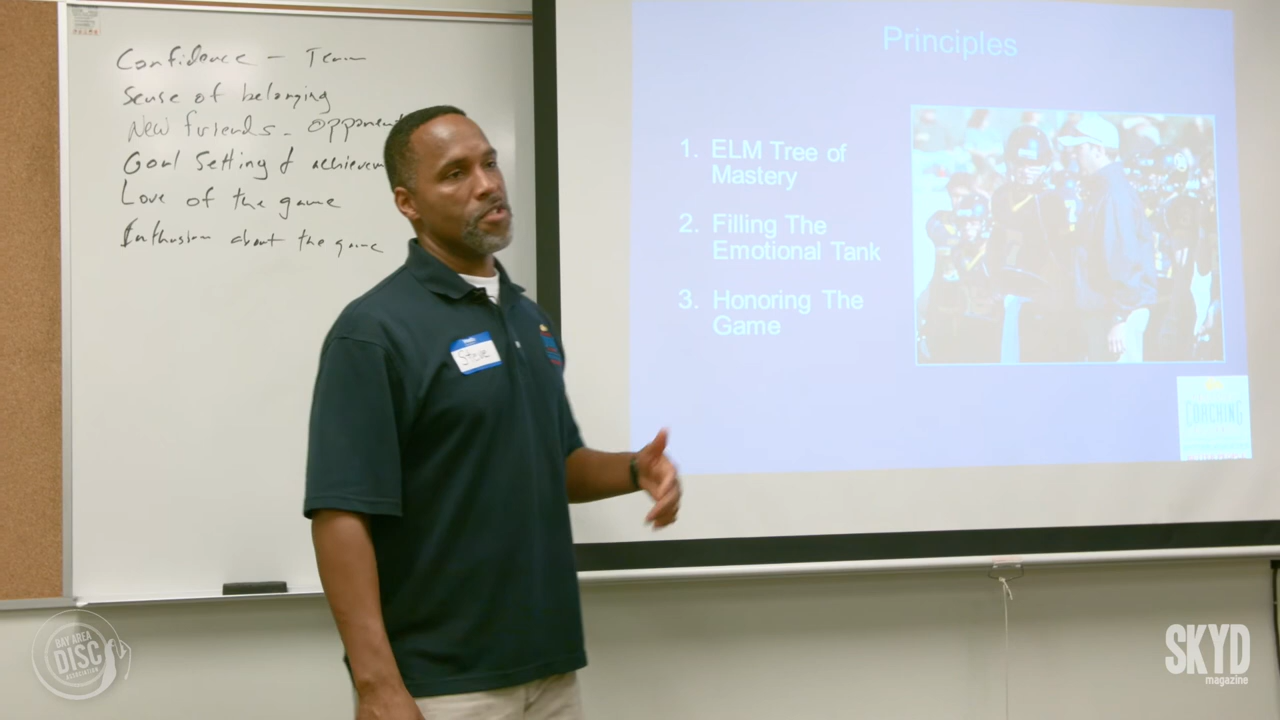 Confidence - Team
Sense of belonging
New friends - opponent
Goal Setting & achievem
Love of the game
Enthusiasm about the game
Principles
1. ELM Tree of
Mastery
2. Filling The
Emotional Tank
3. Honoring The
Game
COACHING
Steve
BAY AREA
DISC
ASSOCIATION
SKYD
magazine